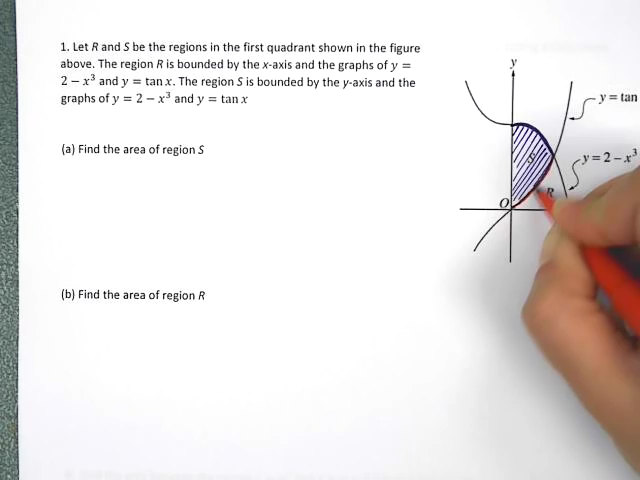 1. Let R and S be the regions in the first quadrant shown in the figure
above. The region R is bounded by the x-axis and the graphs of y =
2 − x³ and y = tan x. The region S is bounded by the y-axis and the
graphs of y = 2 − x³ and y = tan x
(a) Find the area of region S
(b) Find the area of region R
y
y = tan
y = 2 − x³
S
R
O